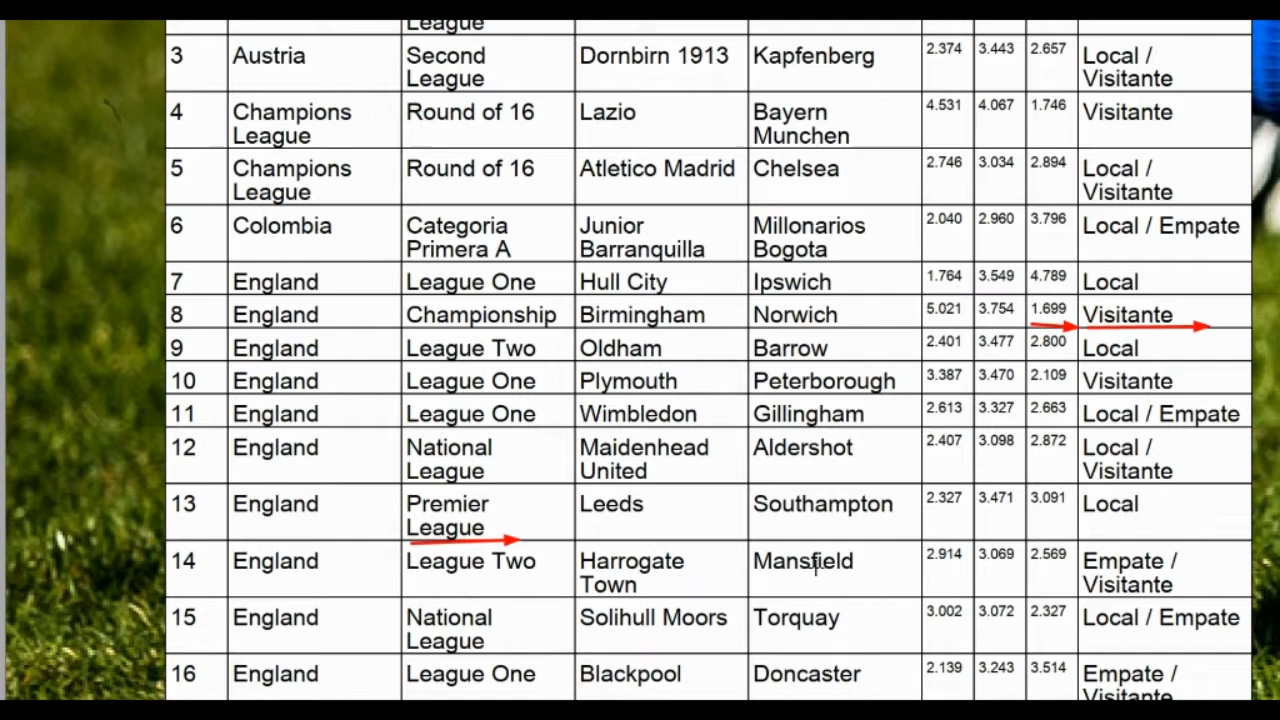 League
3 Austria Second Dornbirn 1913 Kapfenberg 2.374 3.443 2.657 Local /
League Visitante
4 Champions Round of 16 Lazio Bayern 4.531 4.067 1.746 Visitante
League Munchen
5 Champions Round of 16 Atletico Madrid Chelsea 2.746 3.034 2.894 Local /
League Visitante
6 Colombia Categoria Junior Millonarios 2.040 2.960 3.796 Local / Empate
Primera A Barranquilla Bogota
7 England League One Hull City Ipswich 1.764 3.549 4.789 Local
8 England Championship Birmingham Norwich 5.021 3.754 1.699 Visitante
9 England League Two Oldham Barrow 2.401 3.477 2.800 Local
10 England League One Plymouth Peterborough 3.387 3.470 2.109 Visitante
11 England League One Wimbledon Gillingham 2.613 3.327 2.663 Local / Empate
12 England National Maidenhead Aldershot 2.407 3.098 2.872 Local /
League United Visitante
13 England Premier Leeds Southampton 2.327 3.471 3.091 Local
League
14 England League Two Harrogate Mansfield 2.914 3.069 2.569 Empate /
Town Visitante
15 England National Solihull Moors Torquay 3.002 3.072 2.327 Local / Empate
League
16 England League One Blackpool Doncaster 2.139 3.243 3.514 Empate /
Visitante